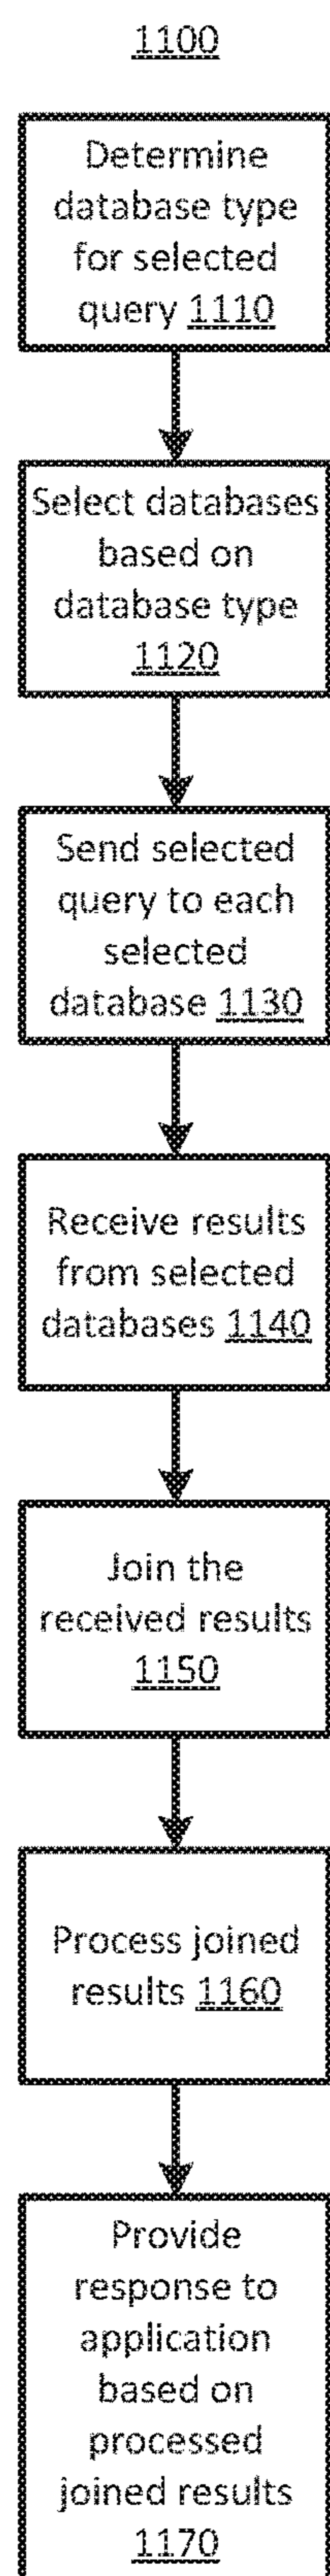 1100
Determine
database type
for selected
query 1110
Select databases
based on
database type
1120
Send selected
query to each
selected
database 1130
Receive results
from selected
databases 1140
Join the
received results
1150
Process joined
results 1160
Provide
response to
application
based on
processed
joined results
1170